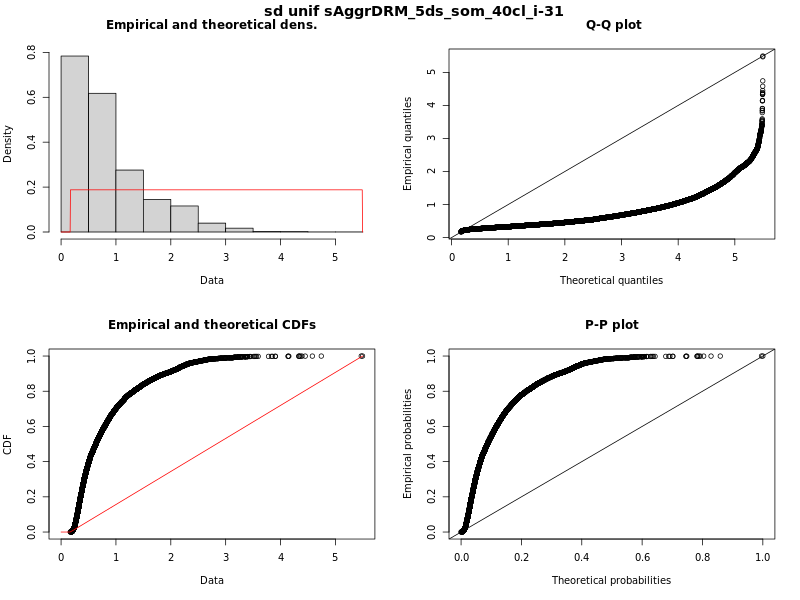 sd unif sAggrDRM_5ds_som_40cl_i-31
Empirical and theoretical dens.
Density
0.0 0.2 0.4 0.6 0.8
0 1 2 3 4 5
Data
Q-Q plot
Empirical quantiles
0 1 2 3 4 5
0 1 2 3 4 5
Theoretical quantiles
Empirical and theoretical CDFs
CDF
0.0 0.2 0.4 0.6 0.8 1.0
0 1 2 3 4 5
Data
P-P plot
Empirical probabilities
0.0 0.2 0.4 0.6 0.8 1.0
0.0 0.2 0.4 0.6 0.8 1.0
Theoretical probabilities